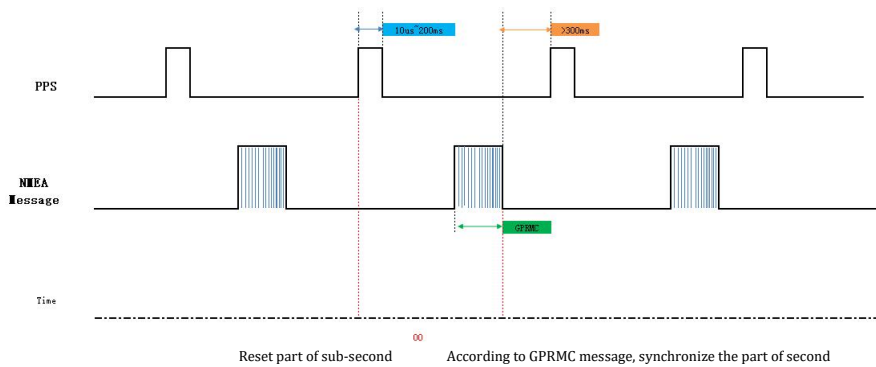 10us~200ms
>300ms
PPS
NMEA
Message
GPRMC
Time
00
Reset part of sub-second
According to GPRMC message, synchronize the part of second